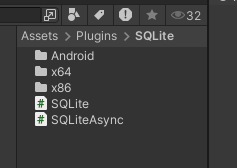 32
Assets > Plugins > SQLite
Android
x64
x86
# SQLite
# SQLiteAsync